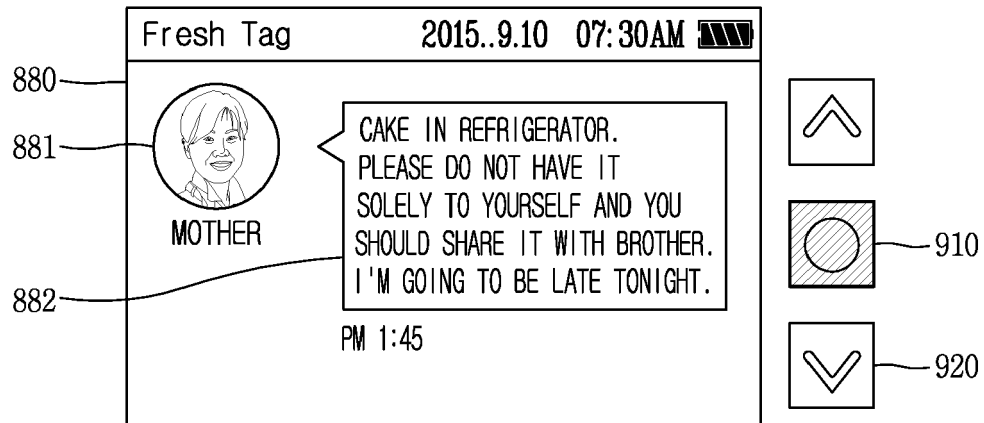 Fresh Tag 2015..9.10 07:30AM
880
881
MOTHER
CAKE IN REFRIGERATOR.
PLEASE DO NOT HAVE IT
SOLELY TO YOURSELF AND YOU
SHOULD SHARE IT WITH BROTHER.
I'M GOING TO BE LATE TONIGHT.
882
PM 1:45
910
920